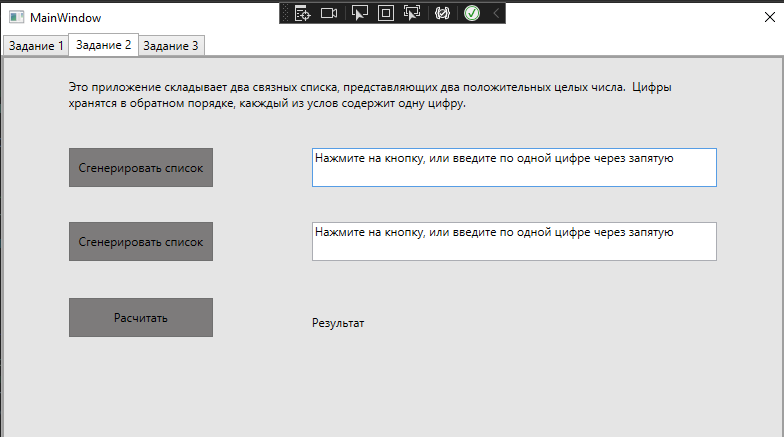 MainWindow
Задание 1 Задание 2 Задание 3
Это приложение складывает два связных списка, представляющих два положительных целых числа. Цифры
хранятся в обратном порядке, какждый из услов содержит одну цифру.
Сгенерировать список
Нажмите на кнопку, или введите по одной цифре через запятую
Сгенерировать список
Нажмите на кнопку, или введите по одной цифре через запятую
Расчитать
Результат